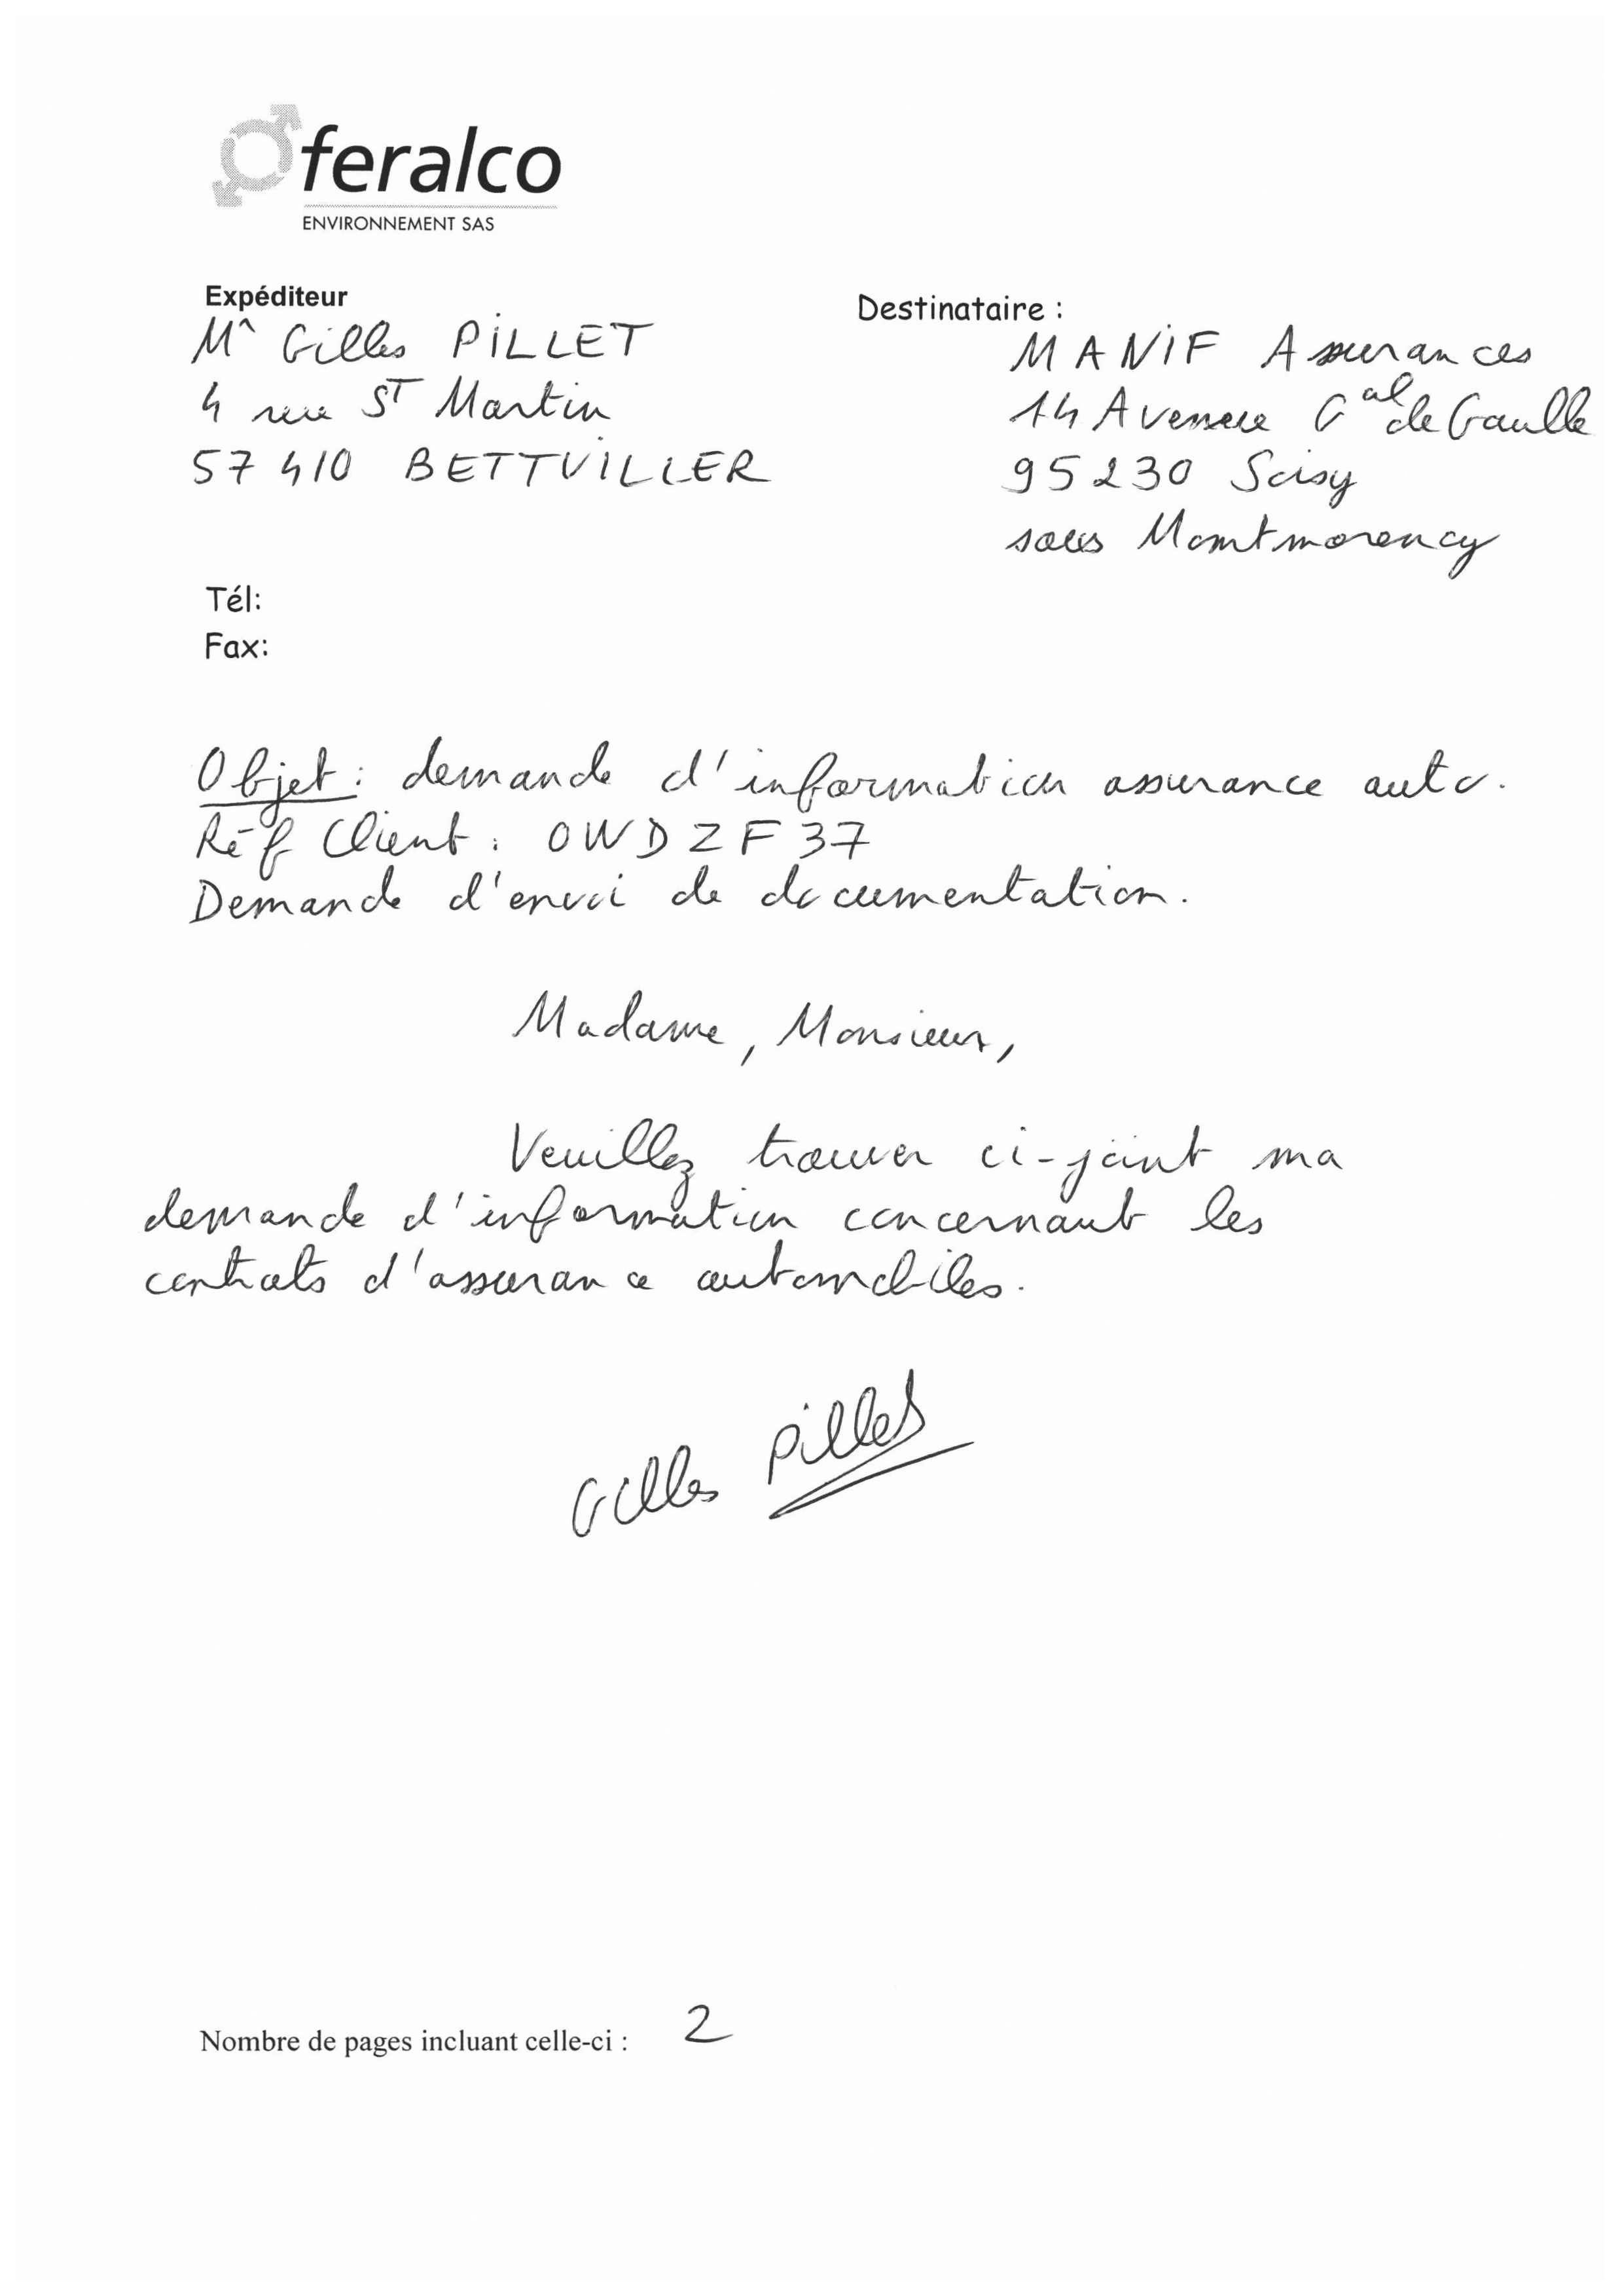 feralco
ENVIRONNEMENT SAS
Expéditeur
Mr Gilles PILLET
4 rue ST Martin
57410 BETTVILLER
Destinataire :
MANIF Assurances
14 Avenue Gal de Gaulle
95230 Soisy
sous Montmorency
Tél:
Fax:
Objet : demande d'information assurance auto.
Réf Client : OWDZF37
Demande d'envoi de documentation.
Madame, Monsieur,
Veuillez trouver ci-joint ma
demande d'information concernant les
contrats d'assurance automobiles.
Gilles Pillet
Nombre de pages incluant celle-ci : 2